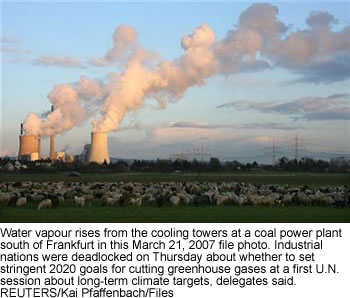 Water vapour rises from the cooling towers at a coal power plant
south of Frankfurt in this March 21, 2007 file photo. Industrial
nations were deadlocked on Thursday about whether to set
stringent 2020 goals for cutting greenhouse gases at a first U.N.
session about long-term climate targets, delegates said.
REUTERS/Kai Pfaffenbach/Files